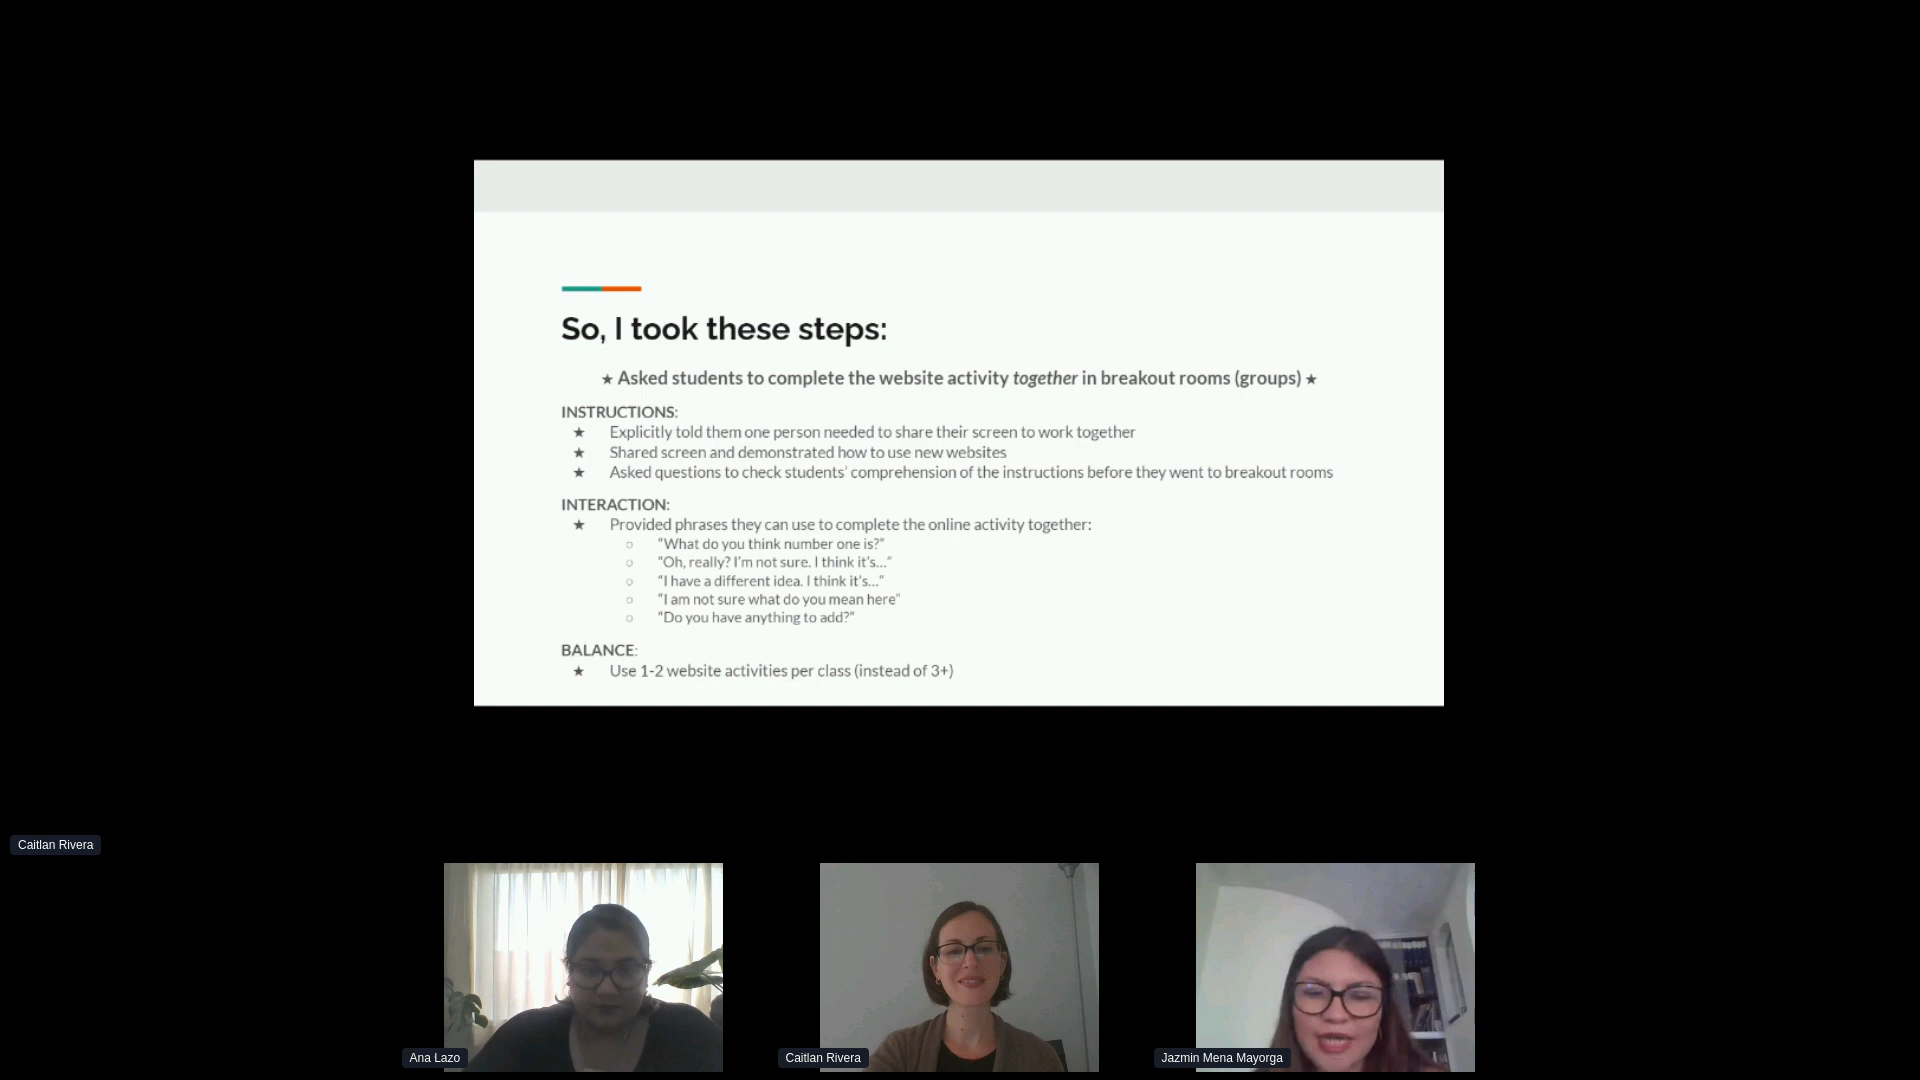 So, I took these steps:
★ Asked students to complete the website activity together in breakout rooms (groups) ★
INSTRUCTIONS:
★ Explicitly told them one person needed to share their screen to work together
★ Shared screen and demonstrated how to use new websites
★ Asked questions to check students' comprehension of the instructions before they went to breakout rooms
INTERACTION:
★ Provided phrases they can use to complete the online activity together:
○ "What do you think number one is?"
○ "Oh, really? I'm not sure. I think it's..."
○ "I have a different idea. I think it's..."
○ "I am not sure what do you mean here"
○ "Do you have anything to add?"
BALANCE:
★ Use 1-2 website activities per class (instead of 3+)
Caitlan Rivera
Ana Lazo
Caitlan Rivera
Jazmin Mena Mayorga